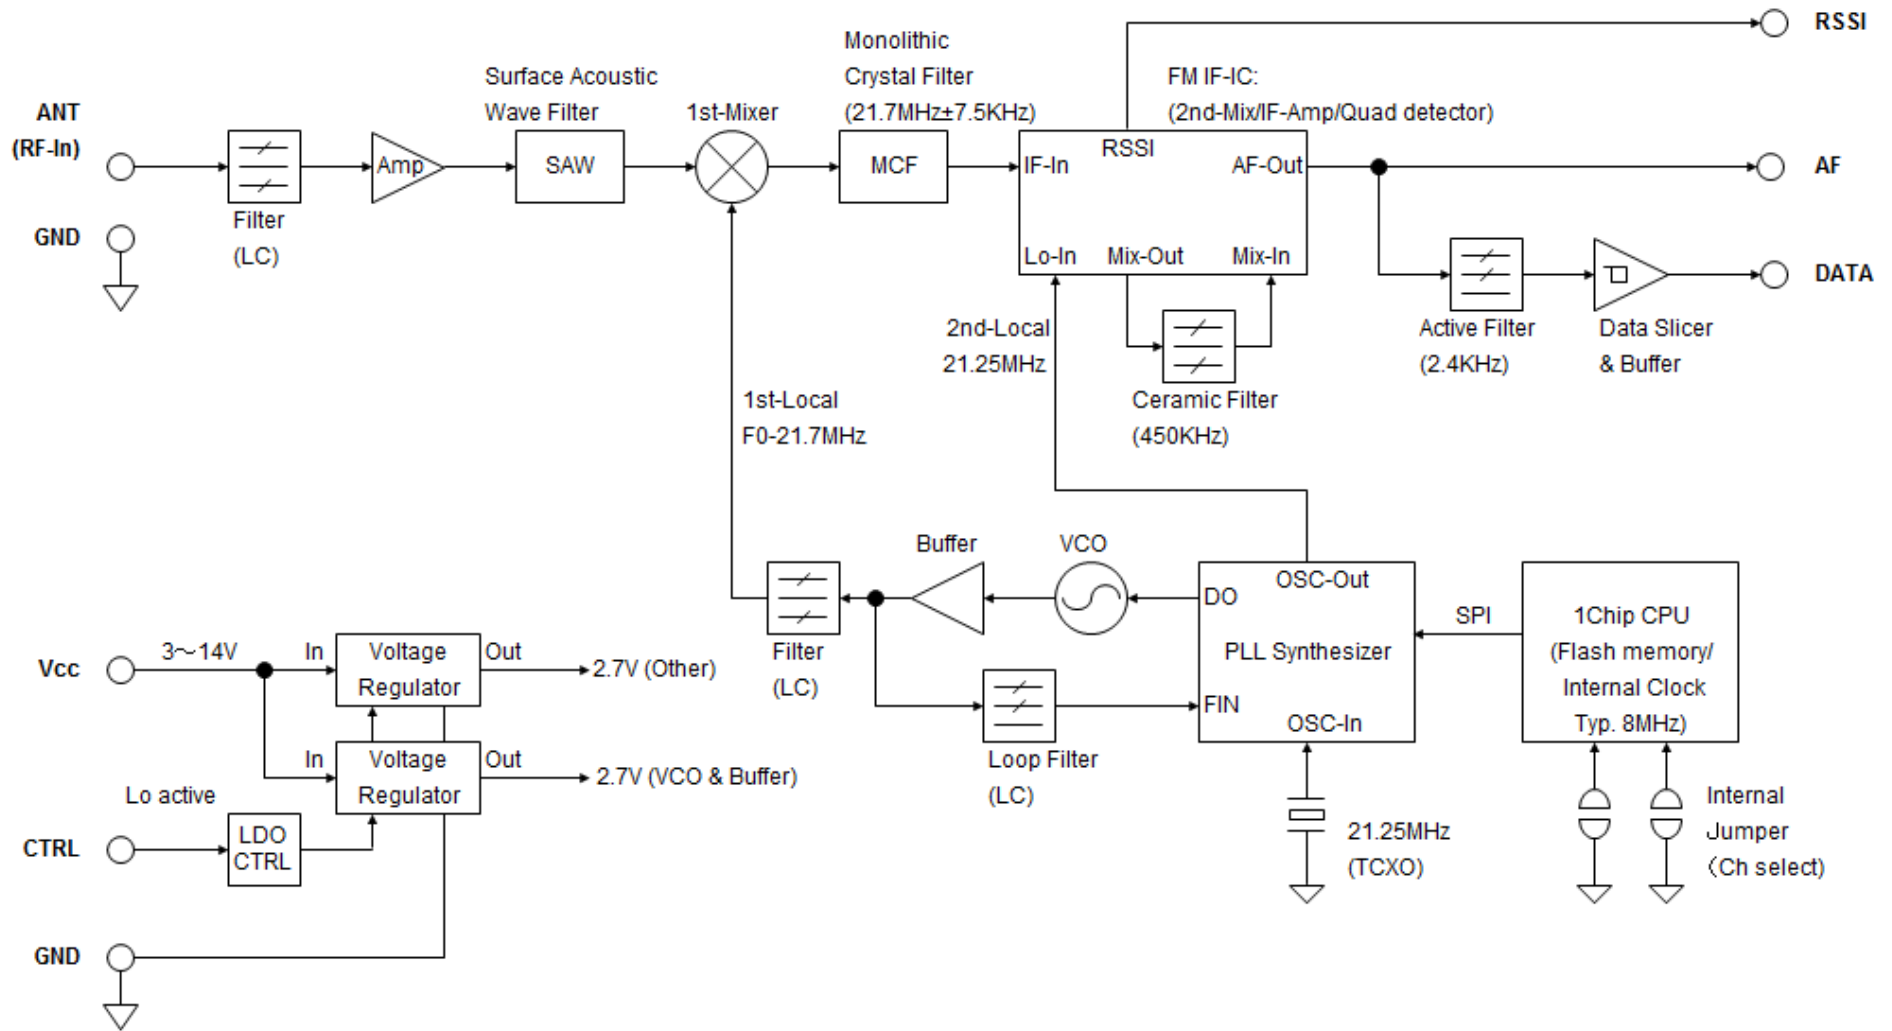 RSSI
Monolithic
Crystal Filter
(21.7MHz±7.5KHz)
Surface Acoustic
Wave Filter
1st-Mixer
FM IF-IC:
(2nd-Mix/IF-Amp/Quad detector)
ANT
(RF-In)
Amp
SAW
MCF
RSSI
IF-In
AF-Out
AF
Filter
(LC)
GND
Lo-In
Mix-Out
Mix-In
DATA
2nd-Local
21.25MHz
Active Filter
(2.4KHz)
Data Slicer
& Buffer
1st-Local
F0-21.7MHz
Ceramic Filter
(450KHz)
Buffer
VCO
DO
OSC-Out
PLL Synthesizer
FIN
OSC-In
SPI
1Chip CPU
(Flash memory/
Internal Clock
Typ. 8MHz)
Filter
(LC)
Loop Filter
(LC)
Vcc
3～14V
In
Voltage
Regulator
Out
2.7V (Other)
In
Voltage
Regulator
Out
2.7V (VCO & Buffer)
Lo active
CTRL
LDO
CTRL
21.25MHz
(TCXO)
Internal
Jumper
（Ch select)
GND